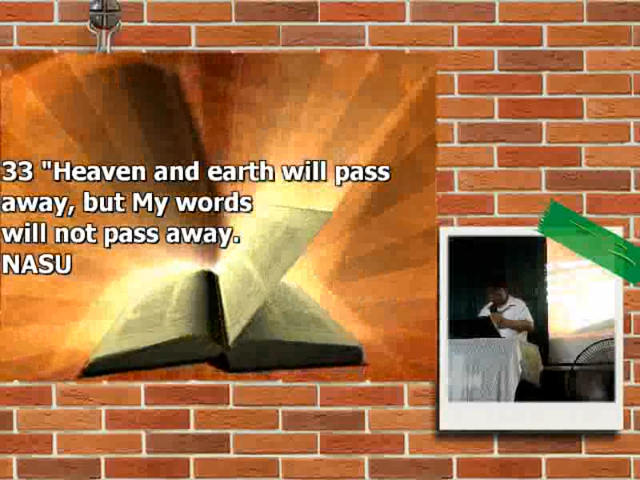 33 "Heaven and earth will pass
away, but My words
will not pass away.
NASU